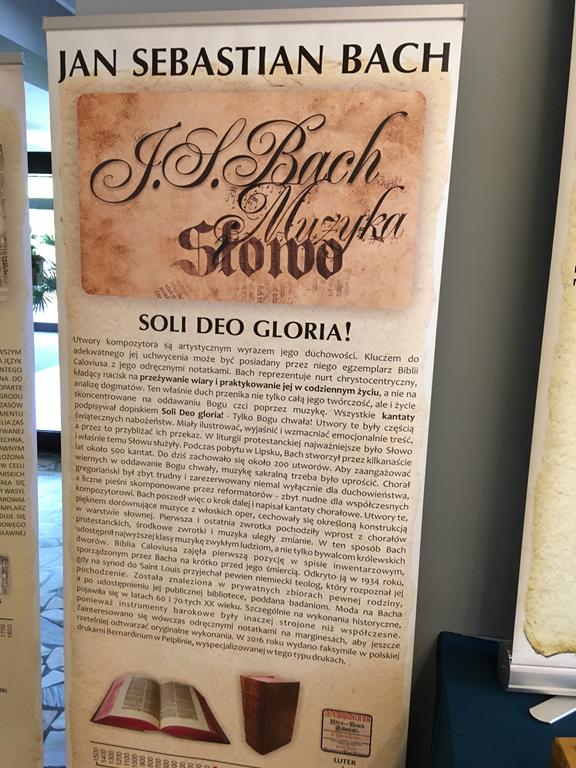 JAN SEBASTIAN BACH
J.S. Bach
Muzyka
Słowo
SOLI DEO GLORIA!
Utwory kompozytora są artystycznym wyrazem jego duchowości. Kluczem do
adekwatnego jej uchwycenia może być posiadany przez niego egzemplarz Biblii
Caloviusa z jego odręcznymi notatkami. Bach reprezentuje nurt chrystocentryczny,
kładący nacisk na przeżywanie wiary i praktykowanie jej w codziennym życiu, a nie na
analizę dogmatów. Ten właśnie duch przenika nie tylko całą jego twórczość, ale i życie
skoncentrowane na oddawaniu Bogu czci poprzez muzykę. Wszystkie kantaty
podpisywał dopiskiem Soli Deo gloria! - Tylko Bogu chwała! Utwory te były częścią
świątecznych nabożeństw. Miały ilustrować, wyjaśnić i wzmacniać emocjonalnie treść,
a przez to przybliżać ich przekaz. W liturgii protestanckiej najważniejsze było Słowo
i właśnie temu Słowu służyły. Podczas pobytu w Lipsku, Bach stworzył przez kilkanaście
lat około 500 kantat. Do dziś zachowało się około 200 utworów. Aby zaangażować
wiernych w oddawanie Bogu chwały, muzykę sakralną trzeba było uprościć. Chorał
gregoriański był zbyt trudny i zarezerwowany niemal wyłącznie dla duchowieństwa,
a liczne pieśni skomponowane przez reformatorów - zbyt nudne dla współczesnych
kompozytorowi. Bach poszedł więc o krok dalej i napisał kantaty chorałowe. Utwory te,
pięknem dorównujące muzyce z włoskich oper, cechowały się określoną konstrukcją
w warstwie słownej. Pierwsza i ostatnia zwrotka pochodziły wprost z chorałów
protestanckich, środkowe zwrotki i muzyka uległy zmianie. W ten sposób Bach
udostępnił najwyższej klasy muzykę zwykłym ludziom, a nie tylko bywalcom królewskich
dworów. Biblia Caloviusa zajęła pierwszą pozycję w spisie inwentarzowym,
sporządzonym przez Bacha na krótko przed jego śmiercią. Odkryto ją w 1934 roku,
gdy na synod do Saint Louis przyjechał pewien niemiecki teolog, który rozpoznał jej
pochodzenie. Została znaleziona w prywatnych zbiorach pewnej rodziny,
a po udostępnieniu jej publicznej bibliotece, poddana badaniom. Moda na Bacha
pojawiła się w latach 60 i 70-tych XX wieku. Szczególnie na wykonania historyczne,
ponieważ instrumenty barokowe były inaczej strojone niż współczesne.
Zainteresowano się wówczas odręcznymi notatkami na marginesach, aby jeszcze
rzetelniej odtwarzać oryginalne wykonania. W 2016 roku wydano faksymile w polskiej
drukarni Bernardinum w Pelplinie, wyspecjalizowanej w tego typu drukach.
LUTER
+1500
1400
1300
1200
1100
1000